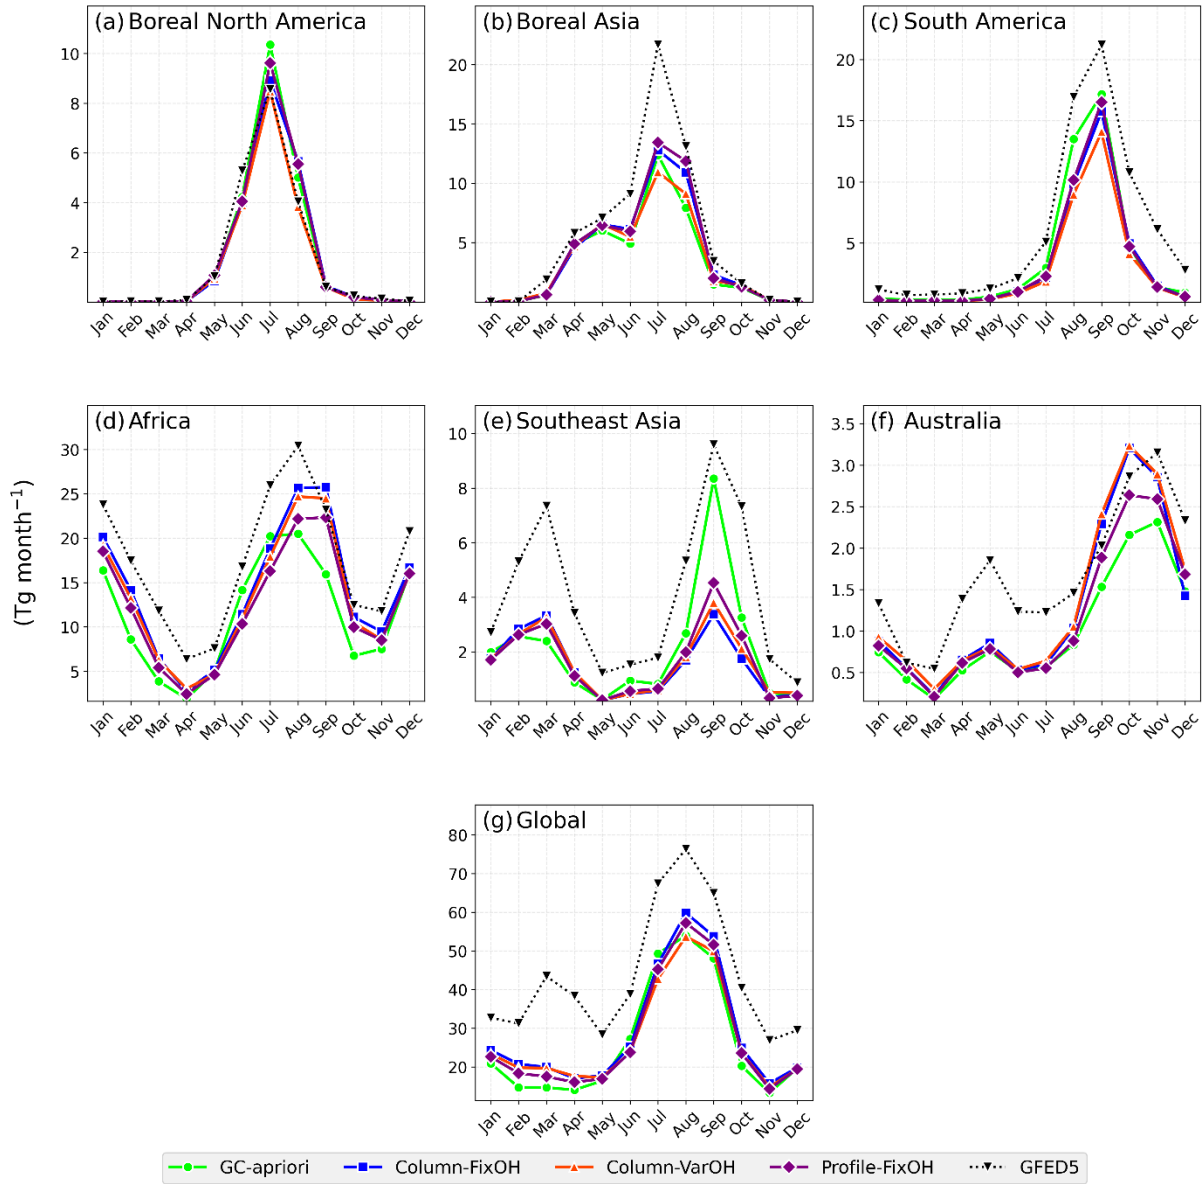 (a) Boreal North America
10
8
6
4
2
Jan Feb Mar Apr May Jun Jul Aug Sep Oct Nov Dec
(b) Boreal Asia
20
15
10
5
Jan Feb Mar Apr May Jun Jul Aug Sep Oct Nov Dec
(c) South America
20
15
10
5
Jan Feb Mar Apr May Jun Jul Aug Sep Oct Nov Dec
(Tg month⁻¹)
(d) Africa
30
25
20
15
10
5
Jan Feb Mar Apr May Jun Jul Aug Sep Oct Nov Dec
(e) Southeast Asia
10
8
6
4
2
Jan Feb Mar Apr May Jun Jul Aug Sep Oct Nov Dec
(f) Australia
3.5
3.0
2.5
2.0
1.5
1.0
0.5
Jan Feb Mar Apr May Jun Jul Aug Sep Oct Nov Dec
(g) Global
80
70
60
50
40
30
20
Jan Feb Mar Apr May Jun Jul Aug Sep Oct Nov Dec
GC-apriori Column-FixOH Column-VarOH Profile-FixOH GFED5